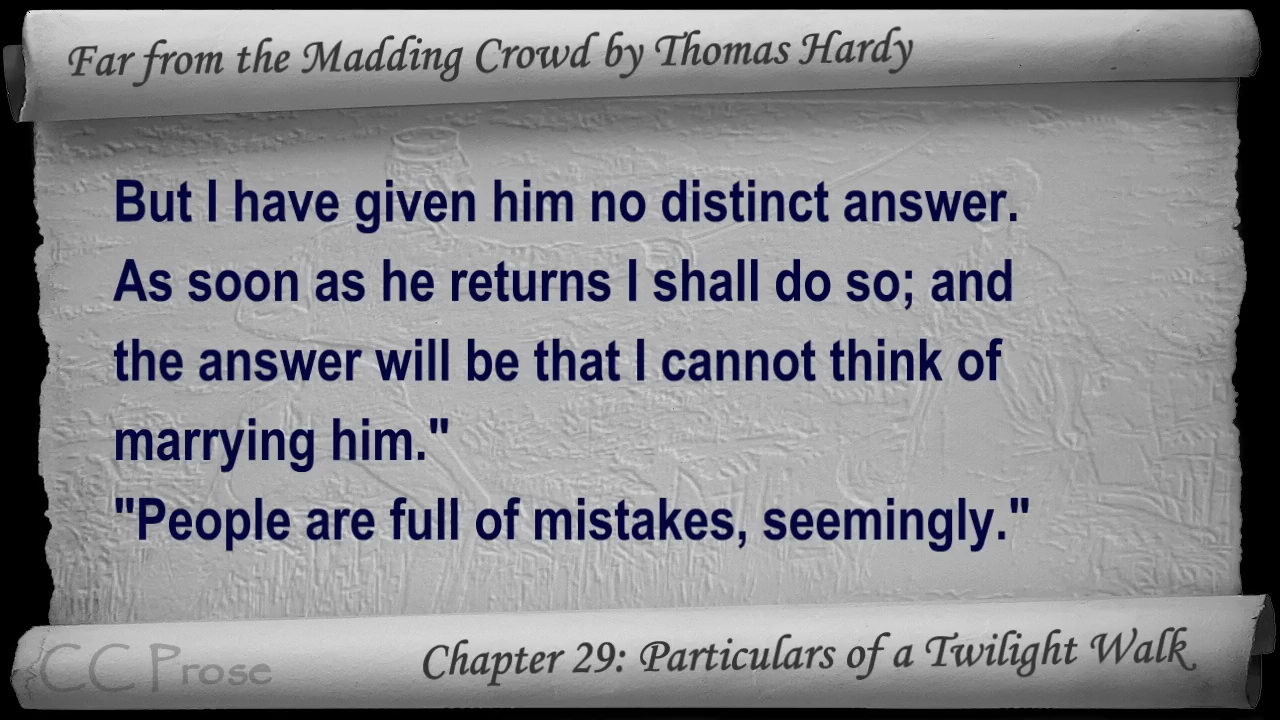 Far from the Madding Crowd by Thomas Hardy
But I have given him no distinct answer.
As soon as he returns I shall do so; and
the answer will be that I cannot think of
marrying him."
"People are full of mistakes, seemingly."
CC Prose
Chapter 29: Particulars of a Twilight Walk